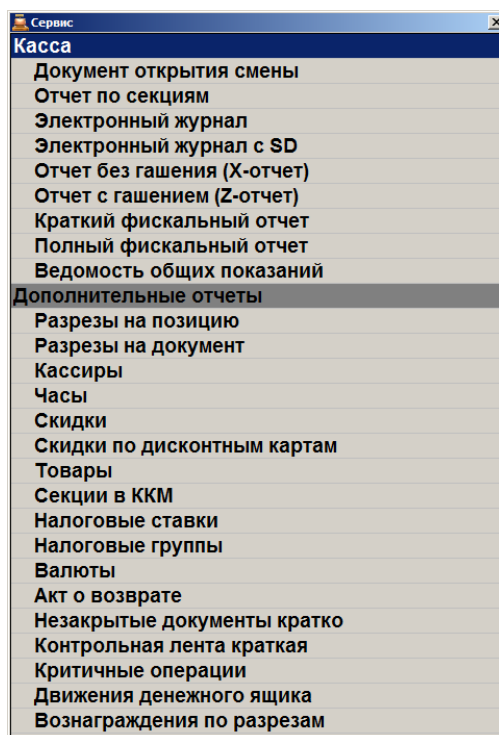 Сервис
Касса
Документ открытия смены
Отчет по секциям
Электронный журнал
Электронный журнал с SD
Отчет без гашения (X-отчет)
Отчет с гашением (Z-отчет)
Краткий фискальный отчет
Полный фискальный отчет
Ведомость общих показаний
Дополнительные отчеты
Разрезы на позицию
Разрезы на документ
Кассиры
Часы
Скидки
Скидки по дисконтным картам
Товары
Секции в ККМ
Налоговые ставки
Налоговые группы
Валюты
Акт о возврате
Незакрытые документы кратко
Контрольная лента краткая
Критичные операции
Движения денежного ящика
Вознаграждения по разрезам